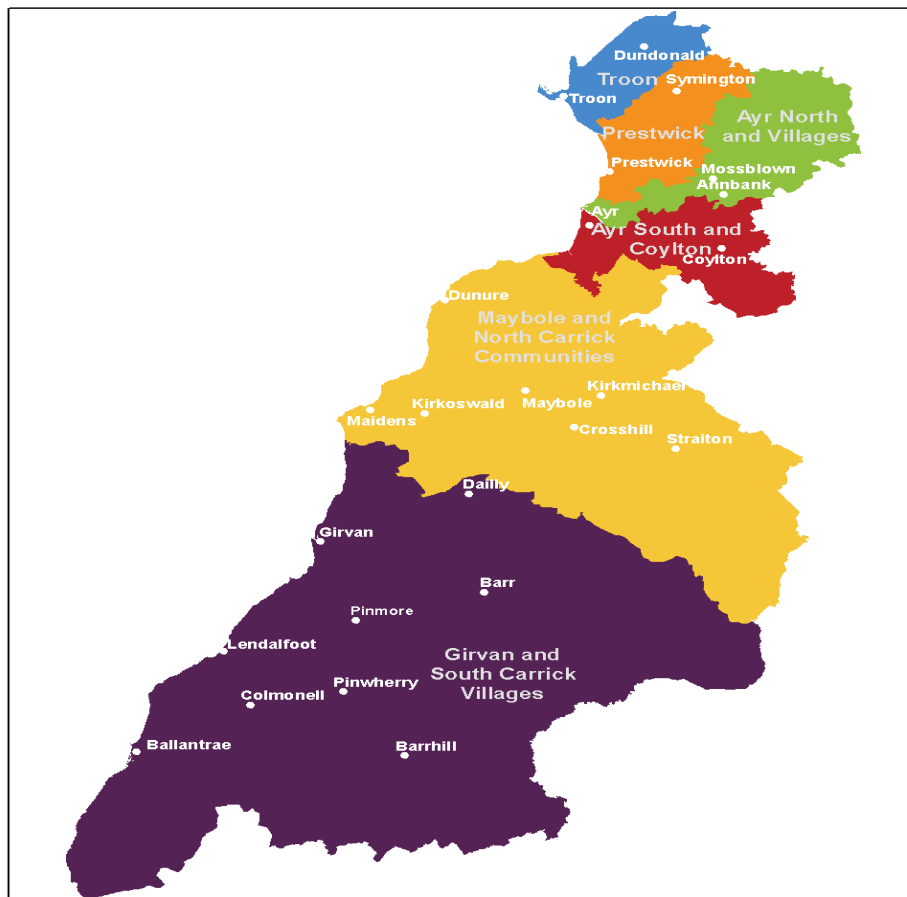 Dundonald
Troon
Symington
Troon
Ayr North
and Villages
Prestwick
Prestwick
Mossblown
Annbank
Ayr
Ayr South and
Coylton
Coylton
Dunure
Maybole and
North Carrick
Communities
Kirkmichael
Kirkoswald
Maybole
Maidens
Crosshill
Straiton
Dailly
Girvan
Barr
Pinmore
Lendalfoot
Girvan and
South Carrick
Villages
Pinwherry
Colmonell
Ballantrae
Barrhill